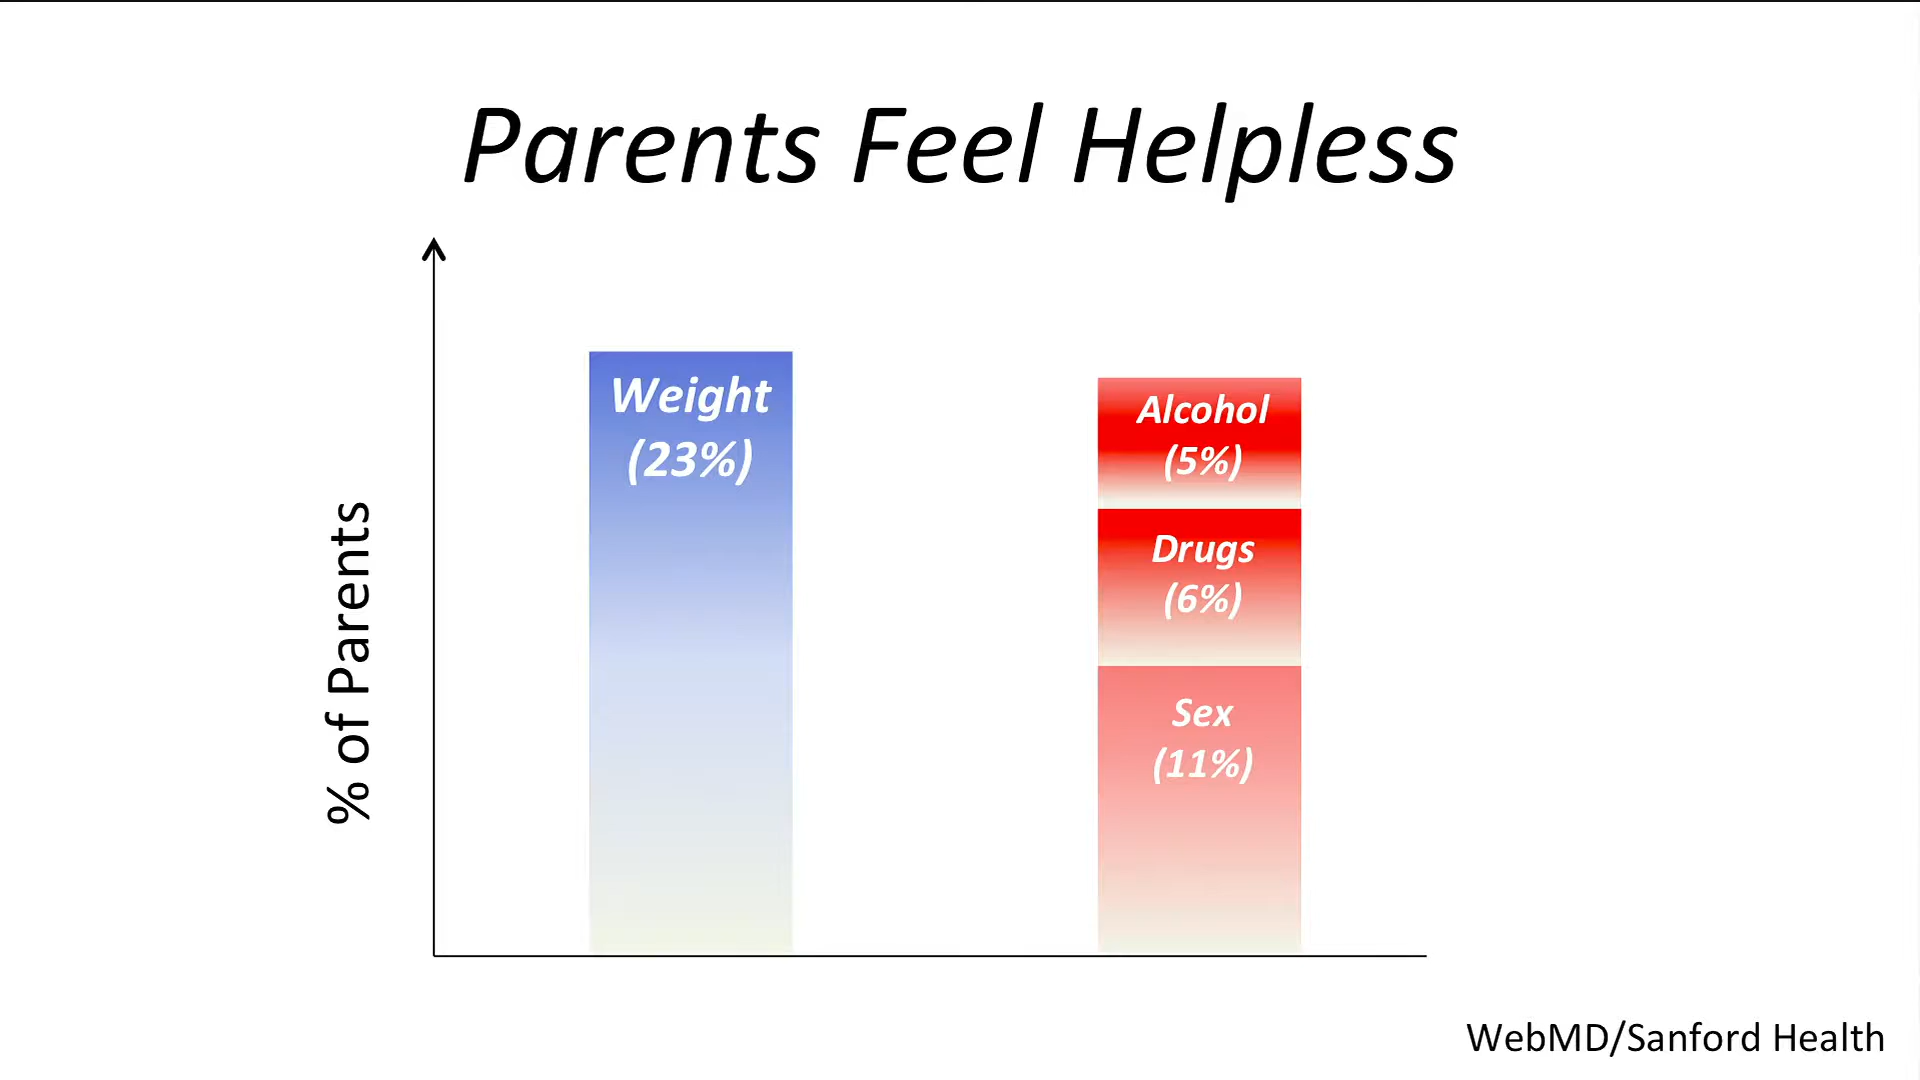 Parents Feel Helpless
% of Parents
Weight
(23%)
Alcohol
(5%)
Drugs
(6%)
Sex
(11%)
WebMD/Sanford Health